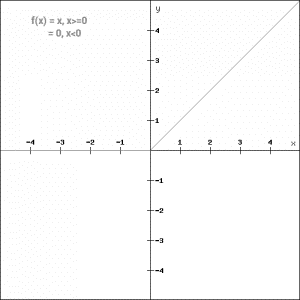 f(x) = x, x>=0
= 0, x<0
y
4
3
2
1
-4 -3 -2 -1 1 2 3 4 x
-1
-2
-3
-4